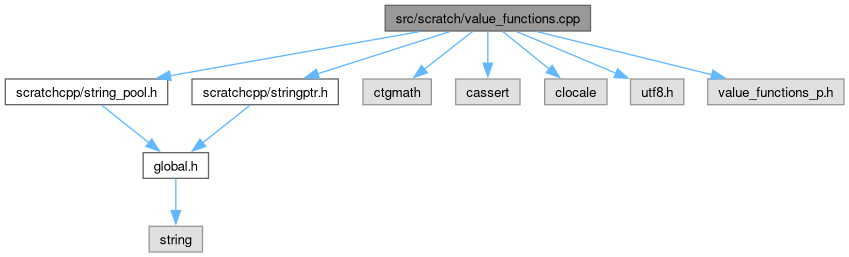 src/scratch/value_functions.cpp
scratchcpp/string_pool.h
scratchcpp/stringptr.h
ctgmath
cassert
clocale
utf8.h
value_functions_p.h
global.h
string